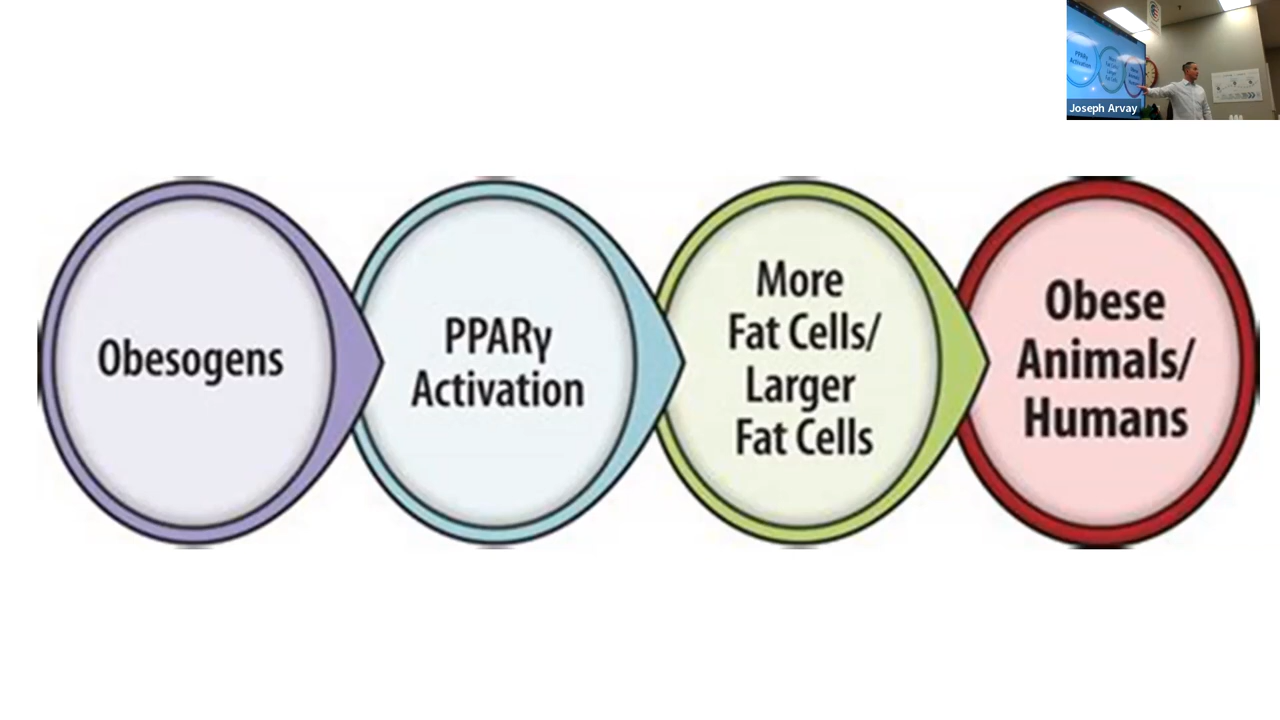 Joseph Arvay
Obesogens
PPARγ
Activation
More
Fat Cells/
Larger
Fat Cells
Obese
Animals/
Humans